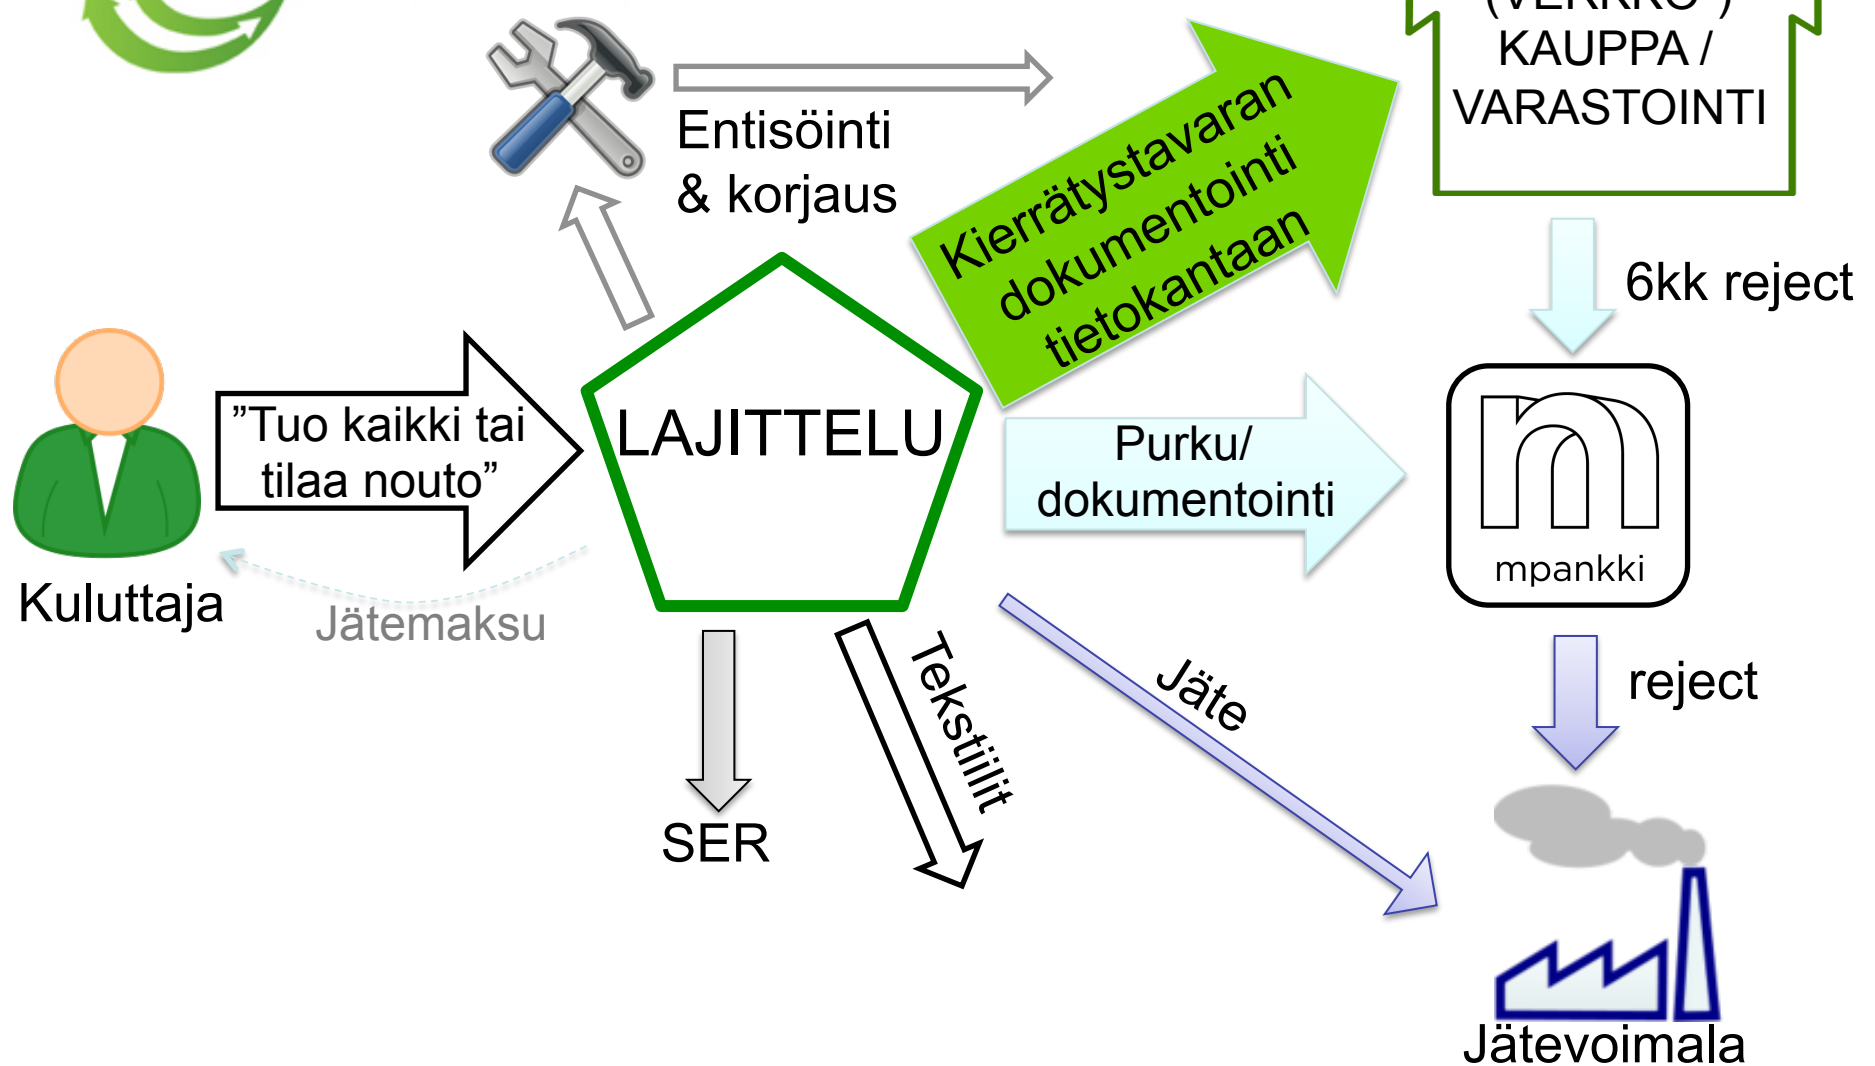 KAUPPA /
VARASTOINTI
Entisöinti
& korjaus
Kierrätystavaran
dokumentointi
tietokantaan
6kk reject
”Tuo kaikki tai
tilaa nouto”
LAJITTELU
Purku/
dokumentointi
mpankki
Kuluttaja
Jätemaksu
Tekstiilit
Jäte
reject
SER
Jätevoimala